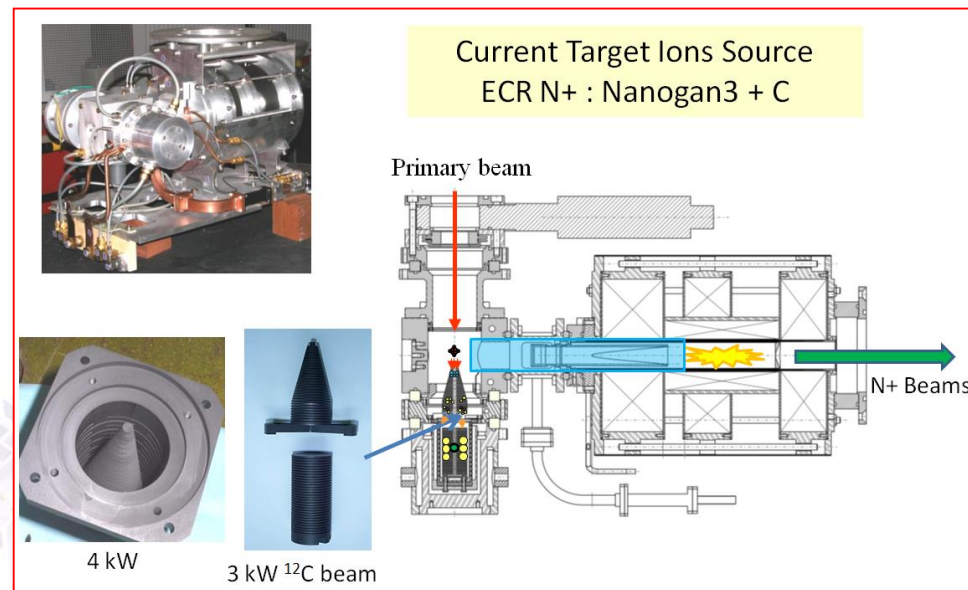 Current Target Ions Source
ECR N+ : Nanogan3 + C
Primary beam
N+ Beams
4 kW
3 kW ¹²C beam